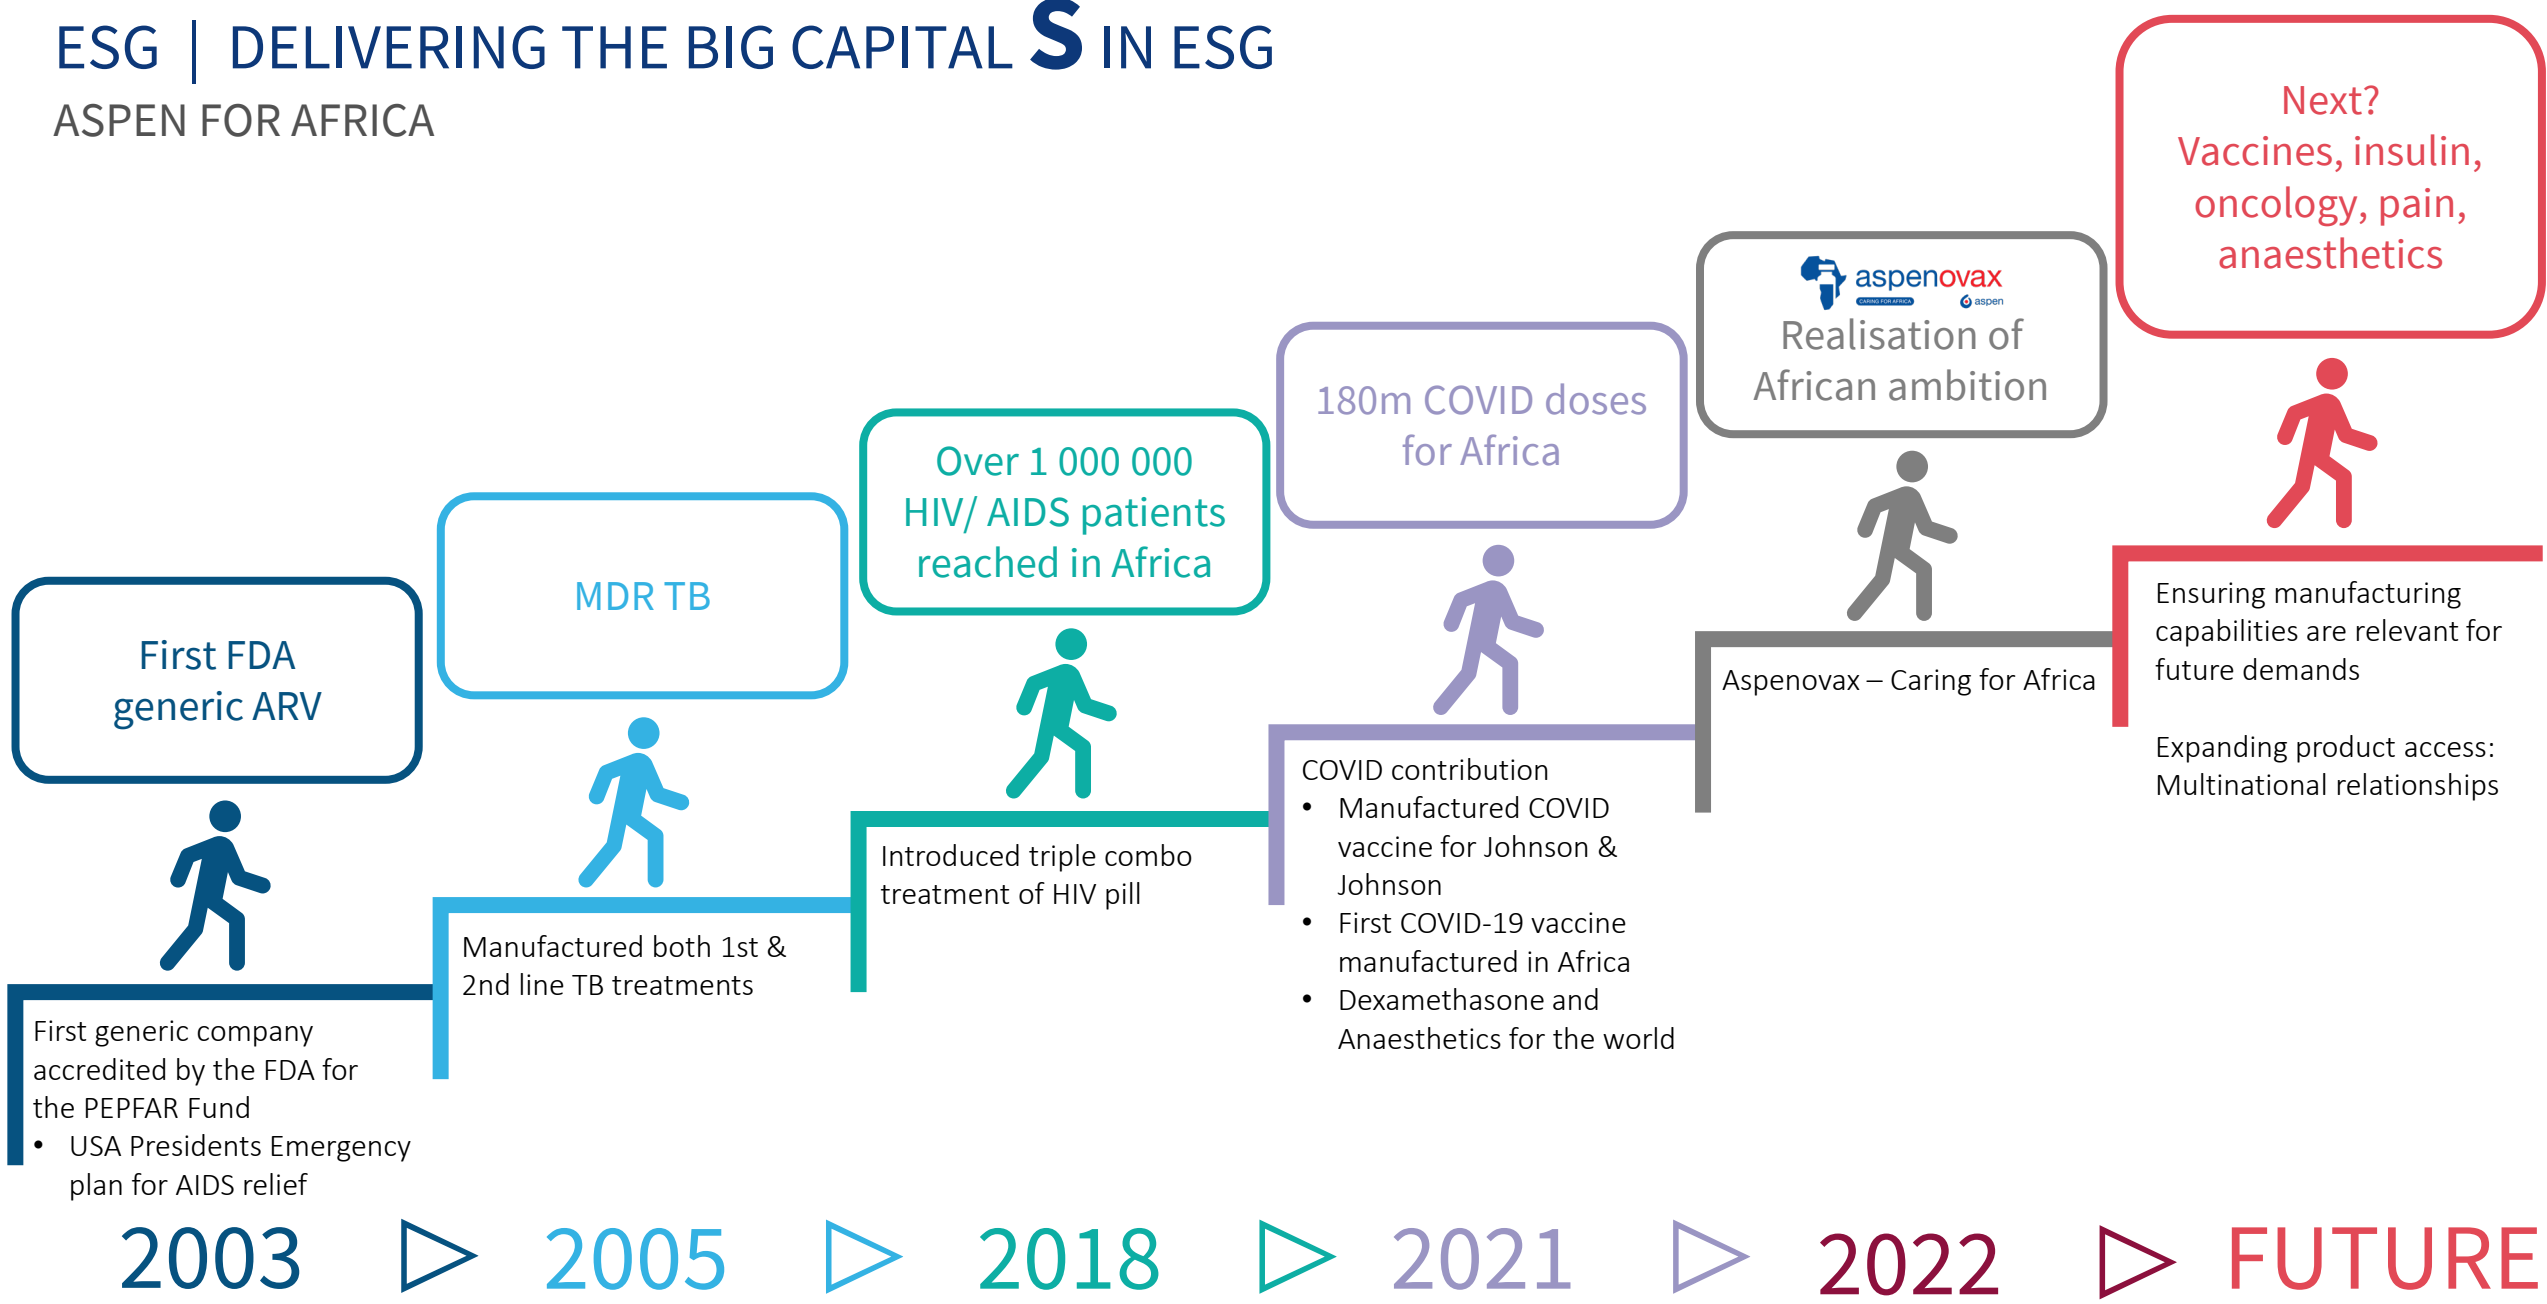 ESG | DELIVERING THE BIG CAPITAL S IN ESG
ASPEN FOR AFRICA
First FDA
generic ARV
First generic company
accredited by the FDA for
the PEPFAR Fund
• USA Presidents Emergency
plan for AIDS relief
MDR TB
Manufactured both 1st &
2nd line TB treatments
Over 1 000 000
HIV/ AIDS patients
reached in Africa
Introduced triple combo
treatment of HIV pill
180m COVID doses
for Africa
COVID contribution
• Manufactured COVID
vaccine for Johnson &
Johnson
• First COVID-19 vaccine
manufactured in Africa
• Dexamethasone and
Anaesthetics for the world
aspenovax
CARING FOR AFRICA
aspen
Realisation of
African ambition
Aspenovax – Caring for Africa
Next?
Vaccines, insulin,
oncology, pain,
anaesthetics
Ensuring manufacturing
capabilities are relevant for
future demands
Expanding product access:
Multinational relationships
2003
2005
2018
2021
2022
FUTURE